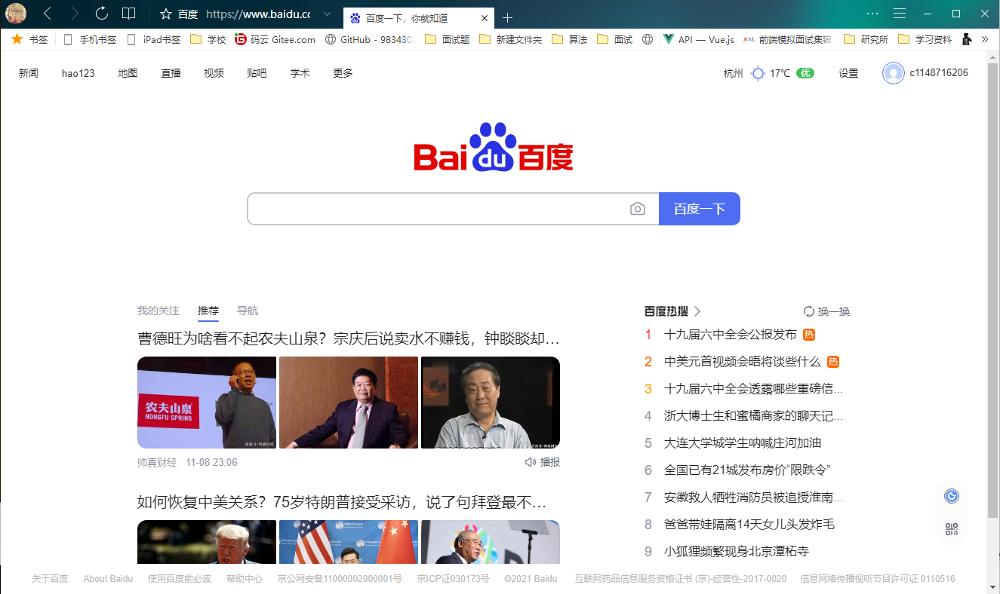 百度 https://www.baidu.cc
百度一下，你就知道
书签 手机书签 iPad书签 学校 码云 Gitee.com GitHub - 983430 面试题 新建文件夹 算法 面试 API — Vue.js 前端模拟面试集锦 研究所 学习资料
新闻 hao123 地图 直播 视频 贴吧 学术 更多 杭州 17℃ 优 设置 c1148716206
Bai du 百度
百度一下
我的关注 推荐 导航
曹德旺为啥看不起农夫山泉？宗庆后说卖水不赚钱，钟睒睒却...
农夫山泉
NONGFU SPRING
帅真财经 11-08 23:06 播报
如何恢复中美关系？75岁特朗普接受采访，说了句拜登最不...
百度热搜 换一换
1 十九届六中全会公报发布 热
2 中美元首视频会晤将谈些什么 热
3 十九届六中全会透露哪些重磅信...
4 浙大博士生和蜜橘商家的聊天记...
5 大连大学城学生呐喊庄河加油
6 全国已有21城发布房价“限跌令”
7 安徽救人牺牲消防员被追授淮南...
8 爸爸带娃隔离14天女儿头发炸毛
9 小狐狸频繁现身北京潭柘寺
关于百度 About Baidu 使用百度前必读 帮助中心 京公网安备11000002000001号 京ICP证030173号 ©2021 Baidu 互联网药品信息服务资格证书 (京)-经营性-2017-0020 信息网络传播视听节目许可证 0110516